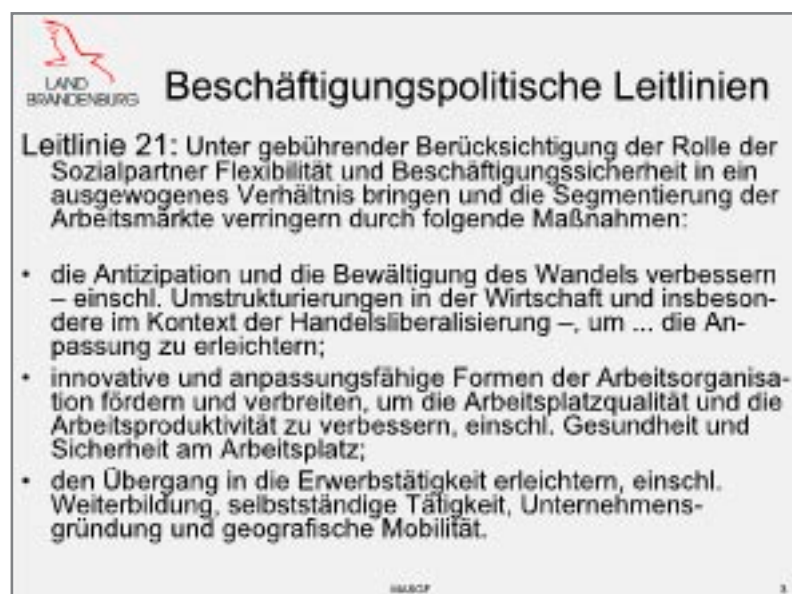 LAND
BRANDENBURG
Beschäftigungspolitische Leitlinien
Leitlinie 21: Unter gebührender Berücksichtigung der Rolle der
Sozialpartner Flexibilität und Beschäftigungssicherheit in ein
ausgewogenes Verhältnis bringen und die Segmentierung der
Arbeitsmärkte verringern durch folgende Maßnahmen:
• die Antizipation und die Bewältigung des Wandels verbessern
– einschl. Umstrukturierungen in der Wirtschaft und insbeson-
dere im Kontext der Handelsliberalisierung –, um ... die An-
passung zu erleichtern;
• innovative und anpassungsfähige Formen der Arbeitsorganisa-
tion fördern und verbreiten, um die Arbeitsplatzqualität und die
Arbeitsproduktivität zu verbessern, einschl. Gesundheit und
Sicherheit am Arbeitsplatz;
• den Übergang in die Erwerbstätigkeit erleichtern, einschl.
Weiterbildung, selbstständige Tätigkeit, Unternehmens-
gründung und geografische Mobilität.
MASGF